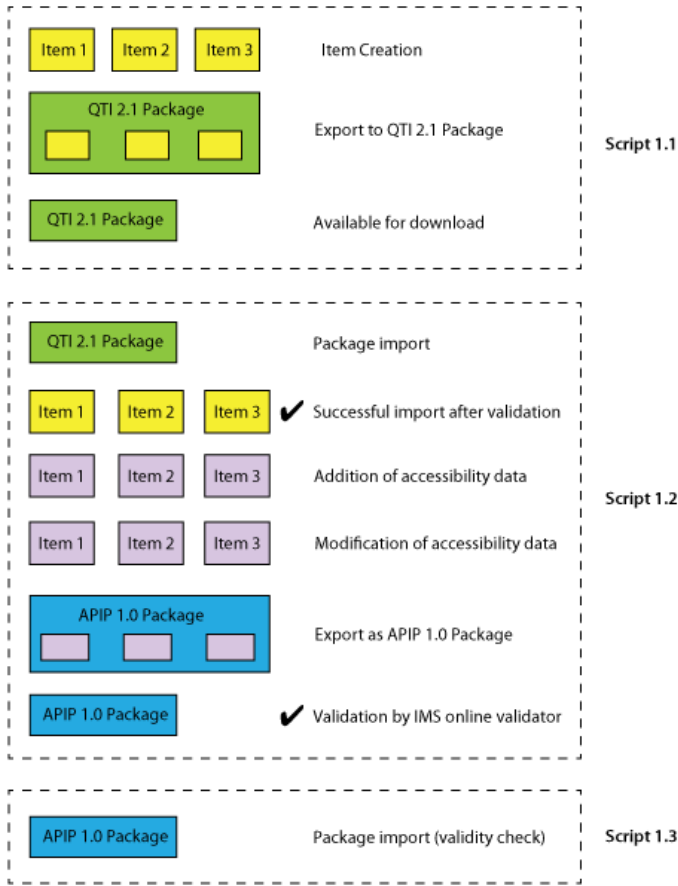 Item 1 Item 2 Item 3 Item Creation
QTI 2.1 Package
Export to QTI 2.1 Package
Script 1.1
QTI 2.1 Package Available for download
QTI 2.1 Package Package import
Item 1 Item 2 Item 3 ✔ Successful import after validation
Item 1 Item 2 Item 3 Addition of accessibility data
Script 1.2
Item 1 Item 2 Item 3 Modification of accessibility data
APIP 1.0 Package
Export as APIP 1.0 Package
APIP 1.0 Package ✔ Validation by IMS online validator
APIP 1.0 Package Package import (validity check) Script 1.3